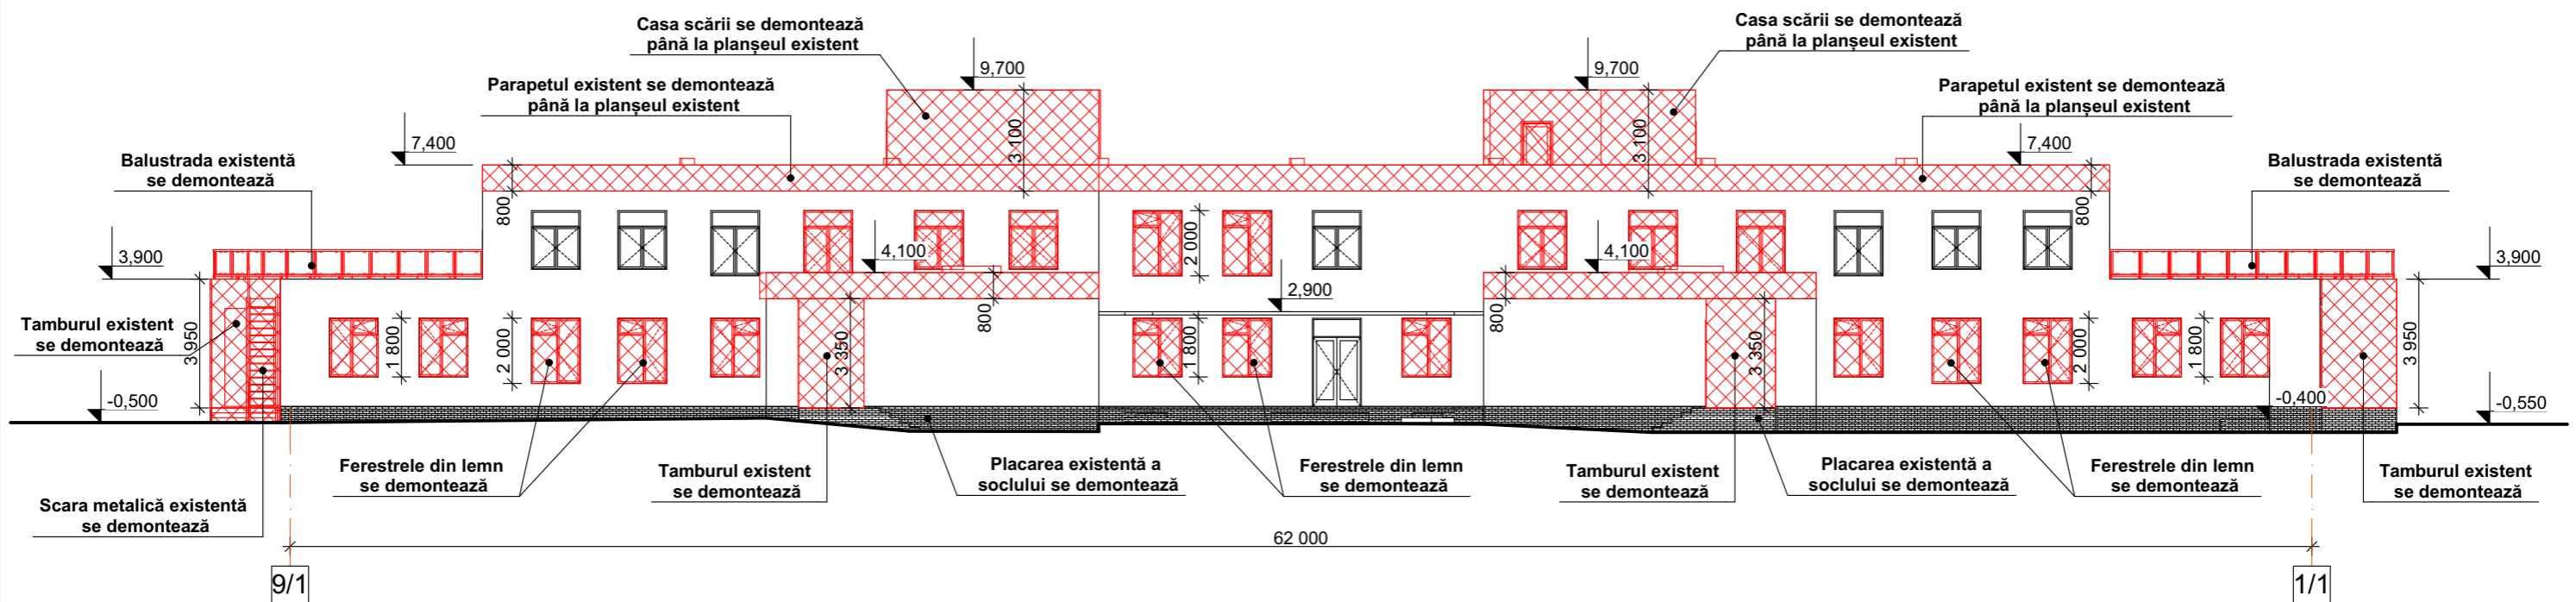 Casa scării se demontează
până la planșeul existent
Casa scării se demontează
până la planșeul existent
9,700
9,700
Parapetul existent se demontează
până la planșeul existent
Parapetul existent se demontează
până la planșeul existent
3 100
3 100
7,400
7,400
Balustrada existentă
se demontează
Balustrada existentă
se demontează
800
800
2 000
3,900
4,100
4,100
3,900
2,900
Tamburul existent
se demontează
3 950
1 800
2 000
3 350
800
1 800
800
3 350
2 000
1 800
3 950
-0,500
-0,400
-0,550
Ferestrele din lemn
se demontează
Tamburul existent
se demontează
Placarea existentă a
soclului se demontează
Ferestrele din lemn
se demontează
Tamburul existent
se demontează
Placarea existentă a
soclului se demontează
Ferestrele din lemn
se demontează
Tamburul existent
se demontează
Scara metalică existentă
se demontează
62 000
9/1
1/1